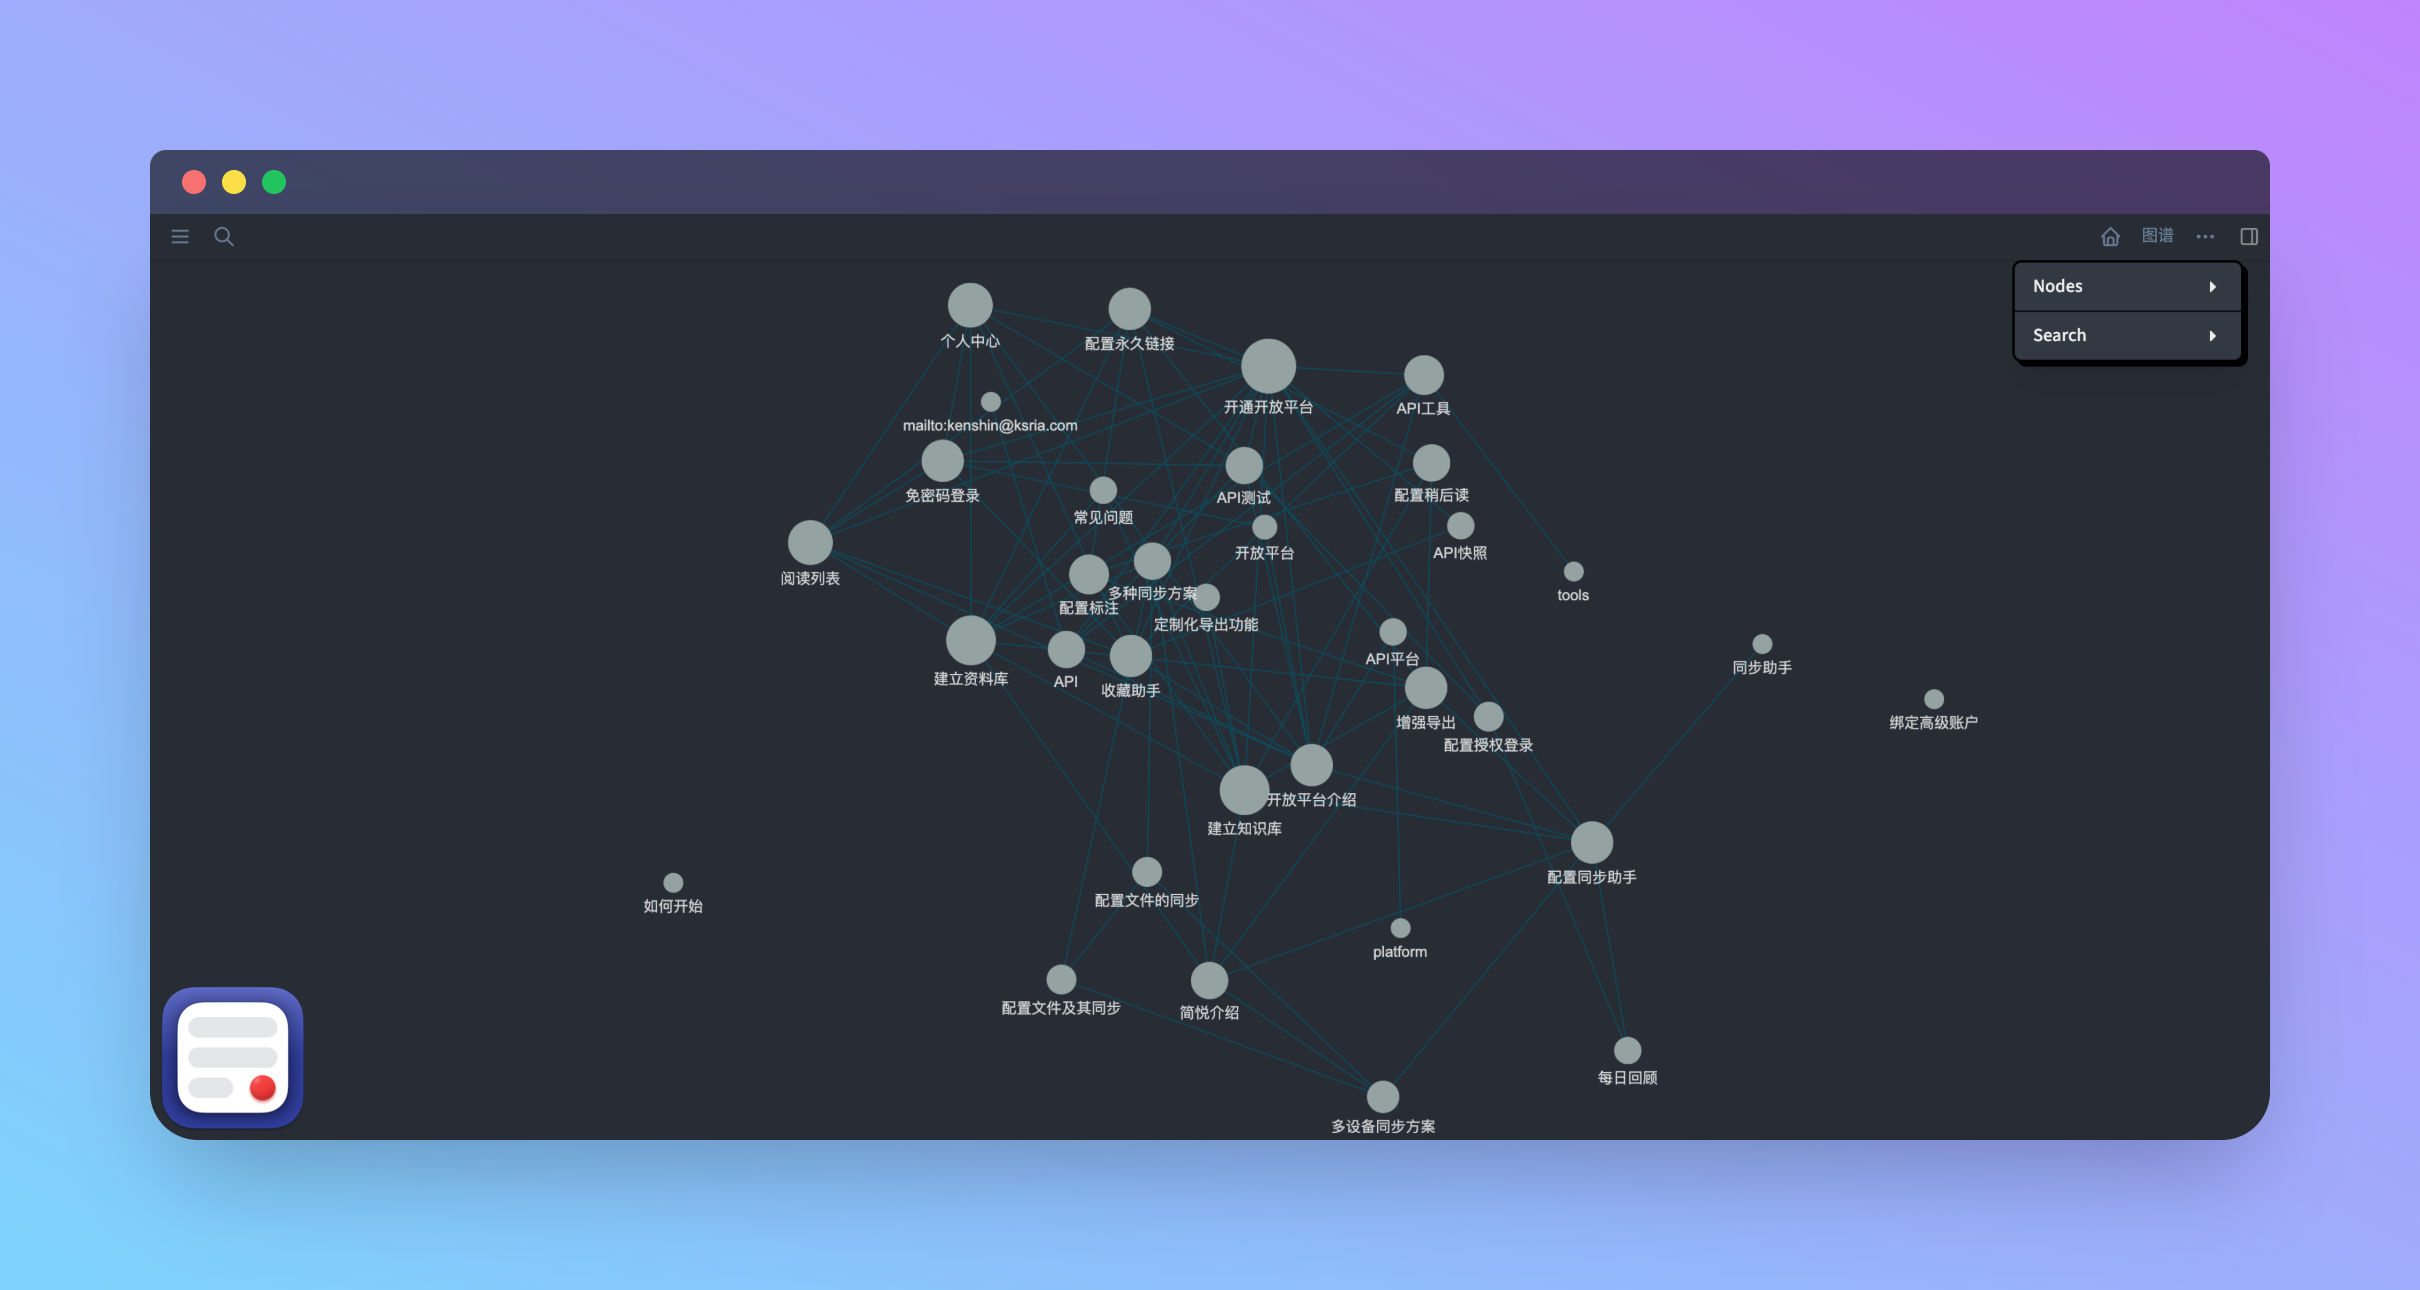 图谱
Nodes
Search
个人中心
配置永久链接
开通开放平台
API工具
mailto:kenshin@ksria.com
免密码登录
API测试
配置稍后读
常见问题
开放平台
API快照
阅读列表
多种同步方案
tools
配置标注
定制化导出功能
API平台
同步助手
建立资料库
API
收藏助手
增强导出
绑定高级账户
配置授权登录
开放平台介绍
建立知识库
配置同步助手
如何开始
配置文件的同步
platform
配置文件及其同步
简悦介绍
每日回顾
多设备同步方案